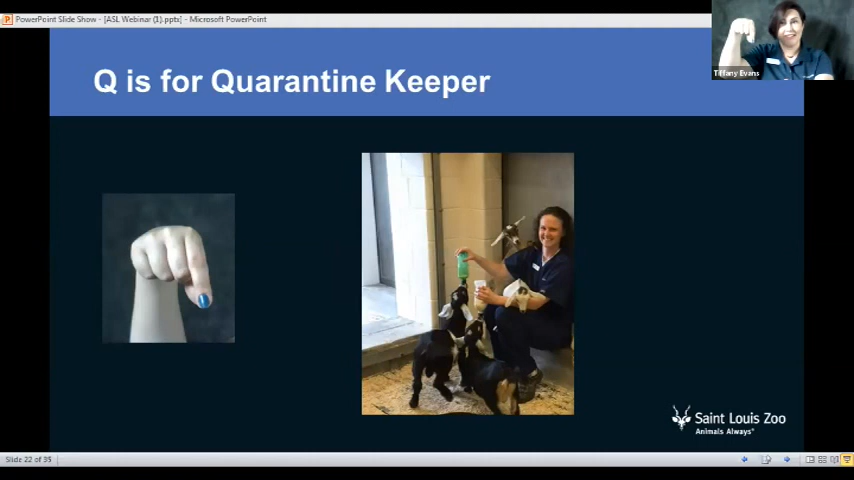 PowerPoint Slide Show - [ASL Webinar (1).pptx] - Microsoft PowerPoint
Tiffany Evans
Q is for Quarantine Keeper
Saint Louis Zoo
Animals Always®
Slide 22 of 35